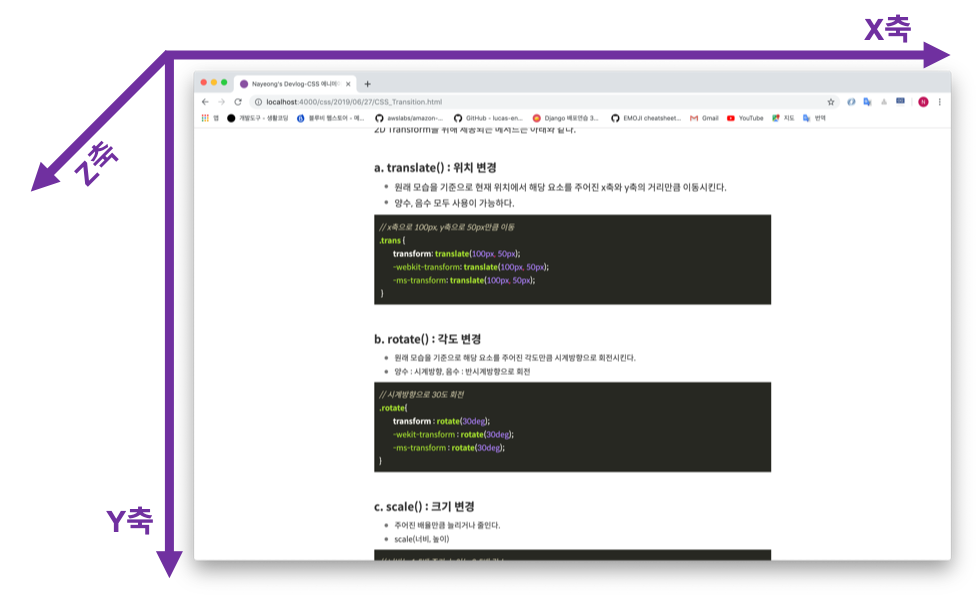 X축
Z축
Y축
Nayeong's Devlog-CSS 애니메
localhost:4000/css/2019/06/27/CSS_Transition.html
N
앱 개발도구 - 생활코딩 블루비 헬스토어 - 애... awslabs/amazon-... GitHub - lucas-en... Django 배포연습 3... EMOJI cheatsheet... Gmail YouTube 지도 번역
2D Transform을 위해 제공되는 메서드는 아래와 같다.
a. translate() : 위치 변경
원래 모습을 기준으로 현재 위치에서 해당 요소를 주어진 x축와 y축의 거리만큼 이동시킨다.
양수, 음수 모두 사용이 가능하다.
// x축으로 100px, y축으로 50px만큼 이동
.trans {
transform: translate(100px, 50px);
-webkit-transform: translate(100px, 50px);
-ms-transform: translate(100px, 50px);
}
b. rotate() : 각도 변경
원래 모습을 기준으로 해당 요소를 주어진 각도만큼 시계방향으로 회전시킨다.
양수 : 시계방향, 음수 : 반시계방향으로 회전
// 시계방향으로 30도 회전
.rotate{
transform : rotate(30deg);
-wekit-transform : rotate(30deg);
-ms-transform : rotate(30deg);
}
c. scale() : 크기 변경
주어진 배율만큼 늘리거나 줄인다.
scale(너비, 높이)